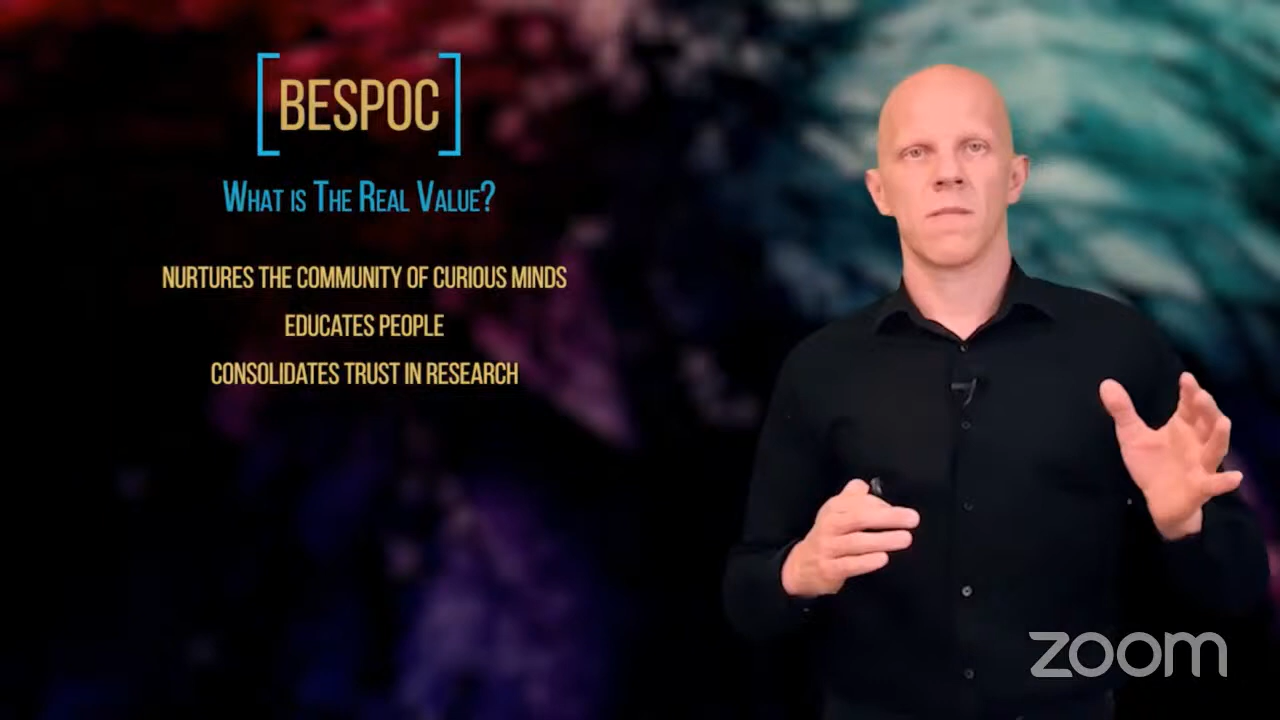 [BESPOC]
What is The Real Value?
NURTURES THE COMMUNITY OF CURIOUS MINDS
EDUCATES PEOPLE
CONSOLIDATES TRUST IN RESEARCH
zoom